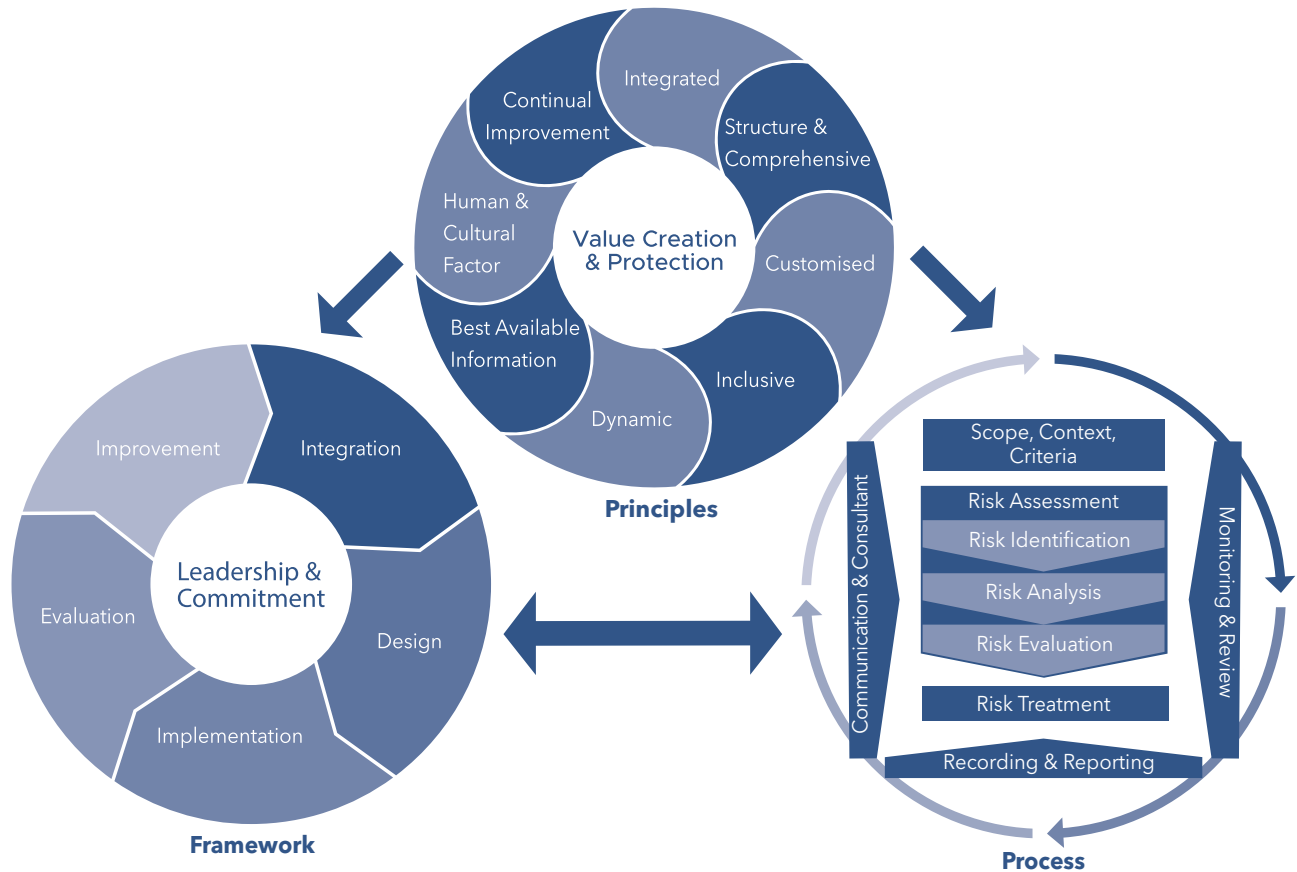 Integrated
Continual
Improvement
Structure &
Comprehensive
Human &
Cultural
Factor
Value Creation
& Protection
Customised
Best Available
Information
Inclusive
Dynamic
Principles
Improvement
Integration
Leadership &
Commitment
Evaluation
Design
Implementation
Framework
Scope, Context,
Criteria
Risk Assessment
Risk Identification
Risk Analysis
Risk Evaluation
Risk Treatment
Communication & Consultant
Monitoring & Review
Recording & Reporting
Process